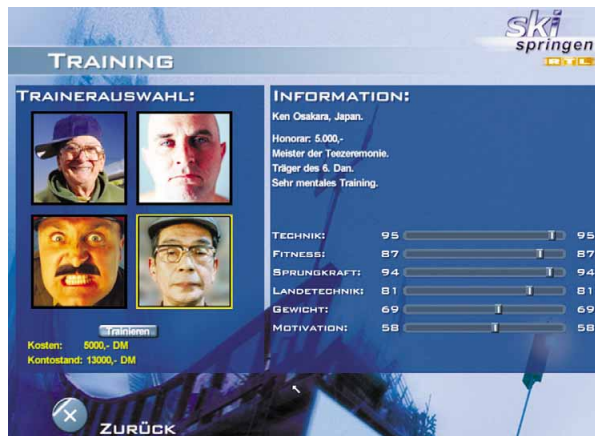 ski
springen
RTL
TRAINING
TRAINERAUSWAHL:
INFORMATION:
Ken Osakara, Japan.
Honorar: 5.000,-
Meister der Teezeremonie.
Träger des 6. Dan.
Sehr mentales Training.
TECHNIK: 95 95
FITNESS: 87 87
SPRUNGKRAFT: 94 94
LANDETECHNIK: 81 81
GEWICHT: 69 69
MOTIVATION: 58 58
Trainieren
Kosten: 5000,- DM
Kontostand: 13000,- DM
ZURÜCK